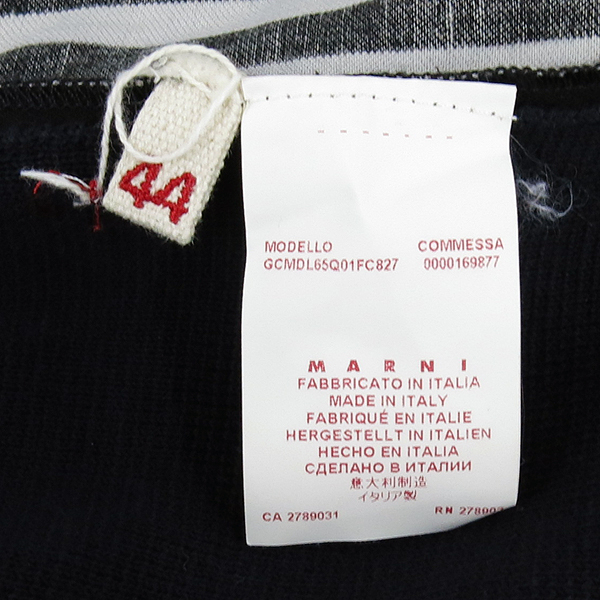 44
MODELLO COMMESSA
GCMDL65Q01FC827 0000169877
MARNI
FABBRICATO IN ITALIA
MADE IN ITALY
FABRIQUÉ EN ITALIE
HERGESTELLT IN ITALIEN
HECHO EN ITALIA
СДЕЛАНО В ИТАЛИИ
意大利制造
イタリア製
CA 2789031 RN